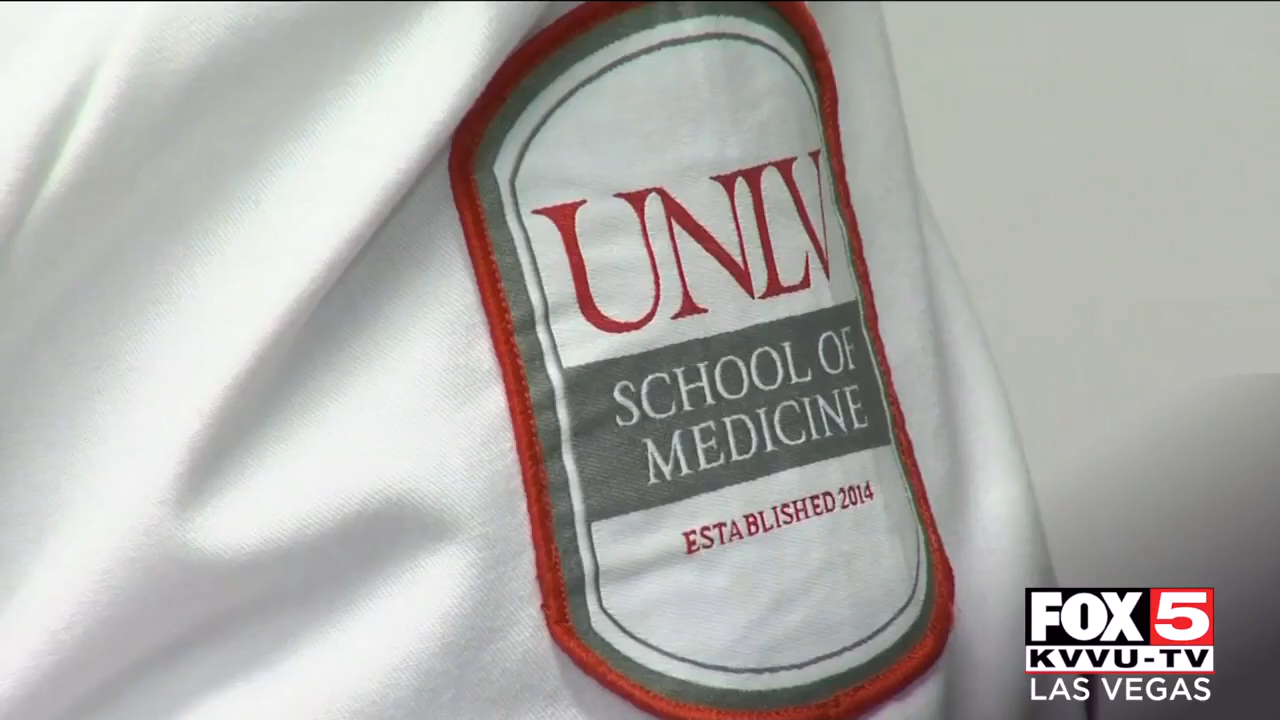 UNLV
SCHOOL OF
MEDICINE
ESTABLISHED 2014
FOX 5
KVVU-TV
LAS VEGAS